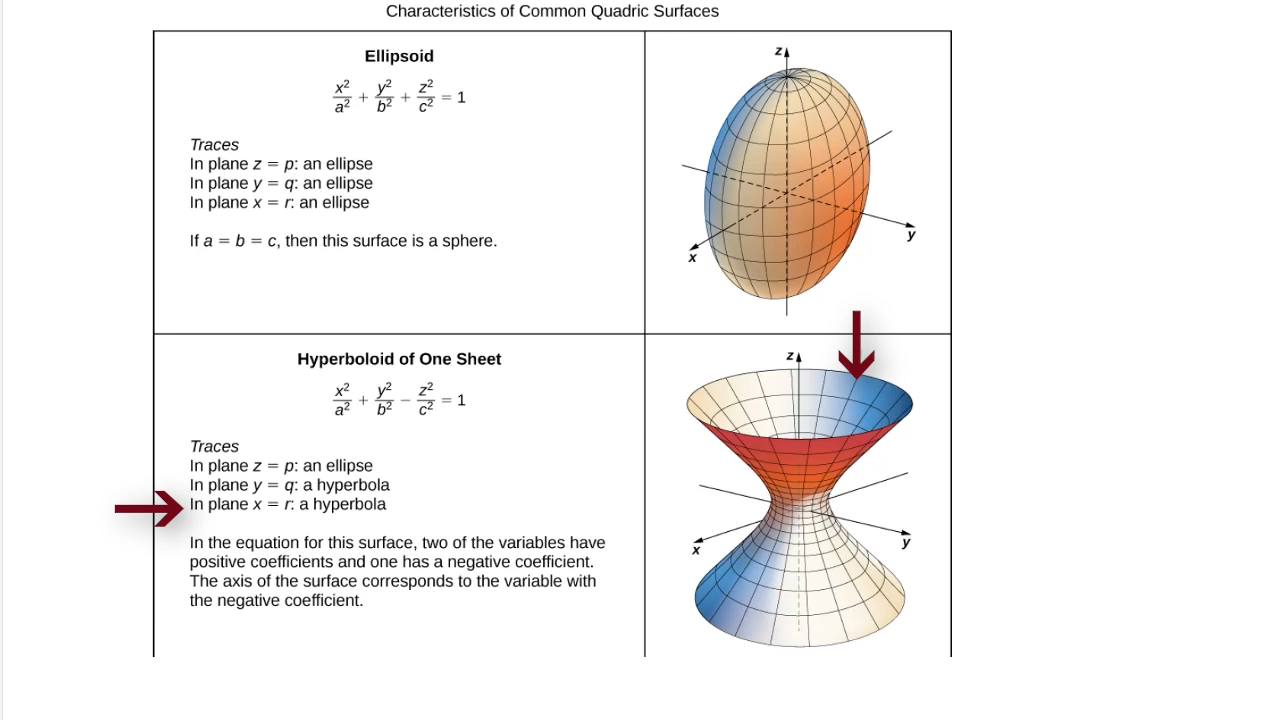 Characteristics of Common Quadric Surfaces
Ellipsoid
x²/a² + y²/b² + z²/c² = 1
Traces
In plane z = p: an ellipse
In plane y = q: an ellipse
In plane x = r: an ellipse
If a = b = c, then this surface is a sphere.
z
x
y
Hyperboloid of One Sheet
x²/a² + y²/b² − z²/c² = 1
Traces
In plane z = p: an ellipse
In plane y = q: a hyperbola
In plane x = r: a hyperbola
In the equation for this surface, two of the variables have
positive coefficients and one has a negative coefficient.
The axis of the surface corresponds to the variable with
the negative coefficient.
z
x
y